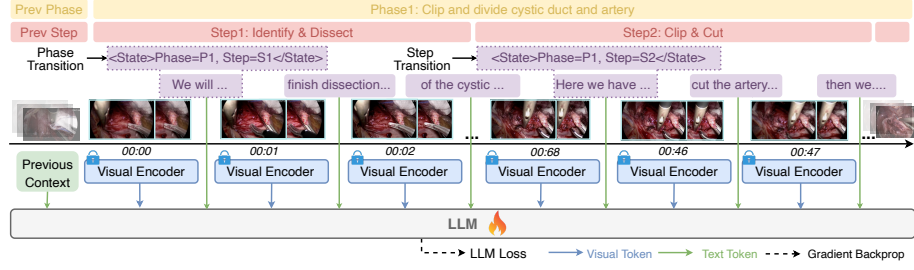 Prev Phase
Phase1: Clip and divide cystic duct and artery
Prev Step
Step1: Identify & Dissect
Step2: Clip & Cut
Phase Transition
<State>Phase=P1, Step=S1</State>
Step Transition
<State>Phase=P1, Step=S2</State>
We will ...
finish dissection...
of the cystic ...
Here we have ...
cut the artery...
then we....
...
...
00:00
00:01
00:02
00:68
00:46
00:47
Previous Context
Visual Encoder
Visual Encoder
Visual Encoder
Visual Encoder
Visual Encoder
Visual Encoder
LLM
LLM Loss
Visual Token
Text Token
Gradient Backprop